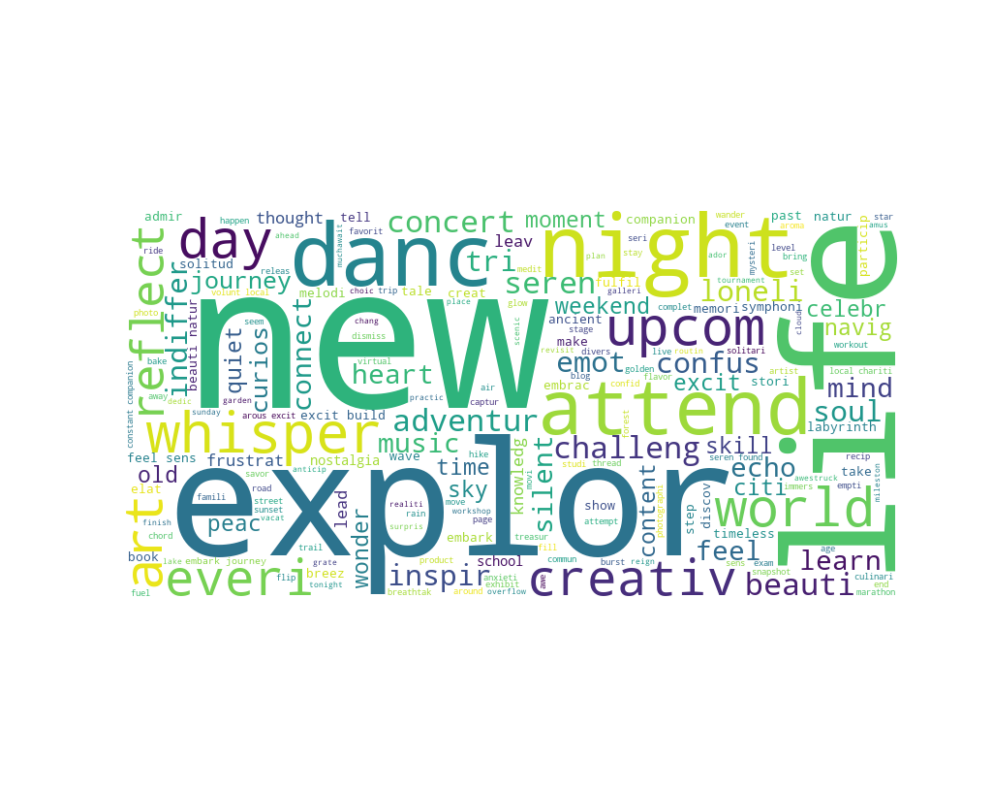 admir
happen
thought
tell
concert
moment
companion
wander
past
natur
star
ride
day
ahead
favorit
danc
muchawait
leav
night
seri
event
ador
mysteri
level
amus
bring
particip
life
reflect
indiffer
solitud
releas
tri
medit
plan
stay
journey
seren
fulfil
tournament
loneli
set
volunt local
melodi
choic
trip
tale
creat
photo
place
glow
weekend
complet
memori
symphoni
celebr
new
ancient
cloud
beauti natur
quiet
curios
connect
seem
chang
dismiss
scenic
stage
make
upcom
navig
revisit
divers
live
routin
solitari
workout
bake
virtual
heart
air
blog
golden
emot
confus
artist
recip
local chariti
away
garden
practic
embrac
confid
flavor
excit
stori
mind
constant companion
dedic
sunday
arous excit
captur
excit build
adventur
attend
forest
soul
labyrinth
whisper
music
feel sens
frustrat
nostalgia
wave
hike
knowledg
movi
silent
challeng
skill
seren found
old
savor
anticip
time
studi
thread
echo
take
awestruck
elat
famili
road
lead
realiti
sky
move
content
step
discov
citi
immers
empti
mileston
art
street
sunset
vacat
explor
rain
workshop
show
world
peac
surpris
page
attempt
finish
chord
trail
wonder
embark
treasur
timeless
book
lake
embark journey
grate
product
fill
burst
reign
feel
age
school
commun
sens
exam
learn
everi
flip
breez
inspir
anxieti
exhibit
creativ
snapshot
culinari
fuel
tonight
breathtak
around
overflow
beauti
end
marathon
aroma
galleri